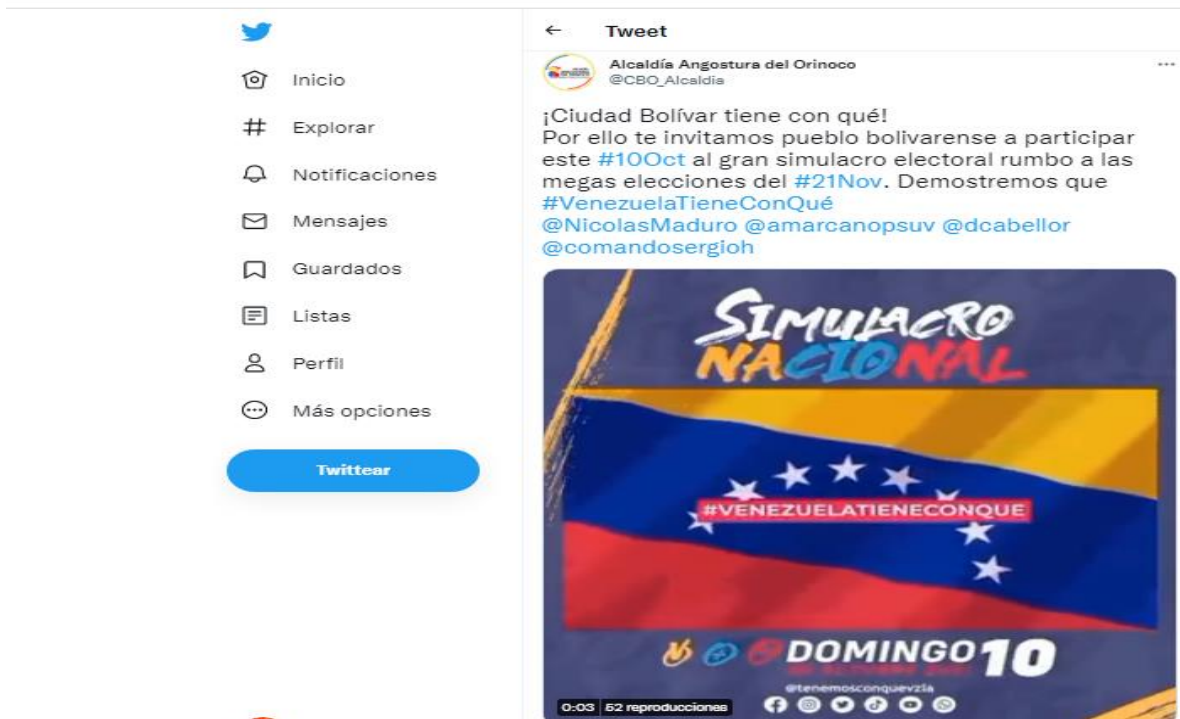 Inicio
Explorar
Notificaciones
Mensajes
Guardados
Listas
Perfil
Más opciones
Twittear
Tweet
Alcaldía Angostura del Orinoco
@CBO_Alcaldia
¡Ciudad Bolívar tiene con qué!
Por ello te invitamos pueblo bolivarense a participar
este #10Oct al gran simulacro electoral rumbo a las
megas elecciones del #21Nov. Demostremos que
#VenezuelaTieneConQué
@NicolasMaduro @amarcanopsuv @dcabellor
@comandosergioh
SIMULACRO
NACIONAL
#VENEZUELATIENECONQUE
DOMINGO 10
@tenemosconquevzla
0:03 52 reproducciones